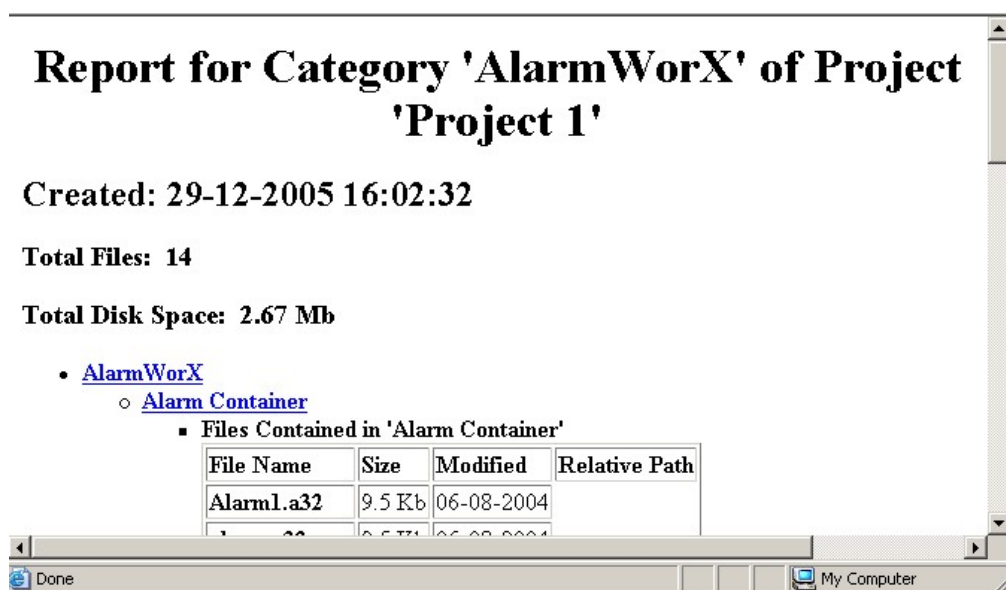 Report for Category 'AlarmWorX' of Project
'Project 1'
Created: 29-12-2005 16:02:32
Total Files: 14
Total Disk Space: 2.67 Mb
AlarmWorX
Alarm Container
Files Contained in 'Alarm Container'
File Name Size Modified Relative Path
Alarm1.a32 9.5 Kb 06-08-2004
Done My Computer